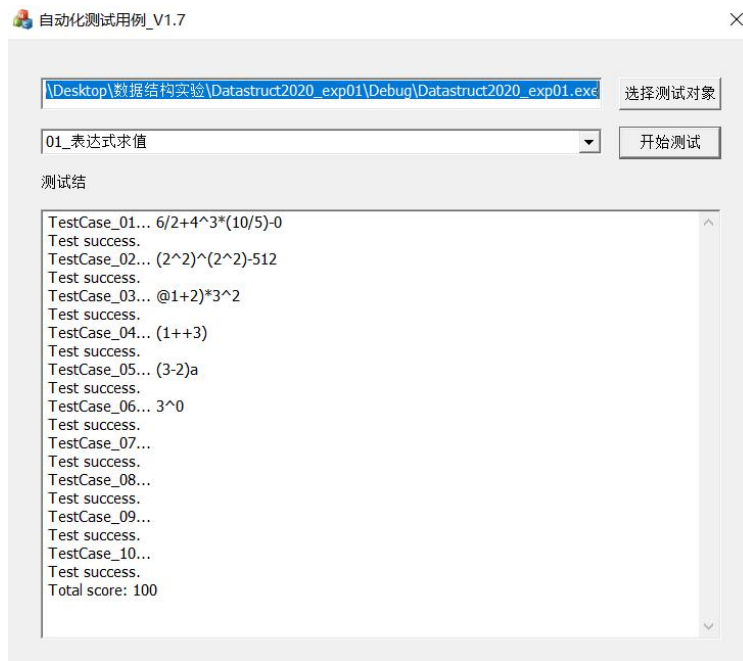 自动化测试用例_V1.7
\Desktop\数据结构实验\Datastruct2020_exp01\Debug\Datastruct2020_exp01.exe
选择测试对象
01_表达式求值
开始测试
测试结
TestCase_01... 6/2+4^3*(10/5)-0
Test success.
TestCase_02... (2^2)^(2^2)-512
Test success.
TestCase_03... @1+2)*3^2
Test success.
TestCase_04... (1++3)
Test success.
TestCase_05... (3-2)a
Test success.
TestCase_06... 3^0
Test success.
TestCase_07...
Test success.
TestCase_08...
Test success.
TestCase_09...
Test success.
TestCase_10...
Test success.
Total score: 100